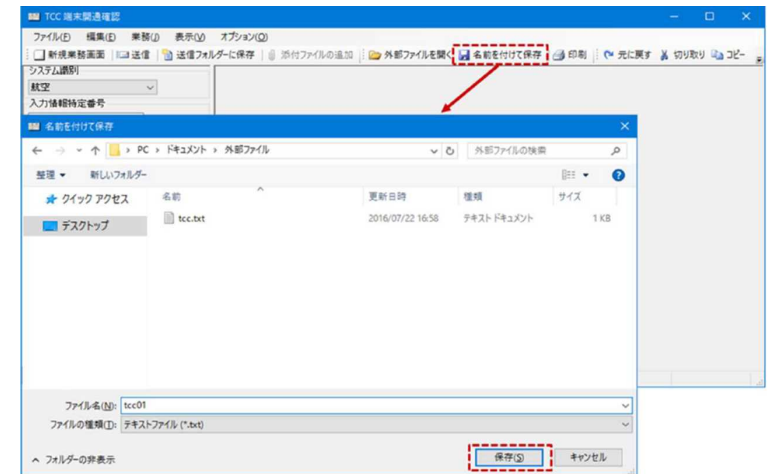 TCC 端末開通確認
ファイル(F) 編集(E) 業務(J) 表示(V) オプション(O)
新規業務画面 送信 送信フォルダーに保存 添付ファイルの追加 外部ファイルを開く 名前を付けて保存 印刷 元に戻す 切り取り コピー
システム識別
航空
入力情報特定番号
名前を付けて保存
PC › ドキュメント › 外部ファイル 外部ファイルの検索
整理 新しいフォルダー
クイック アクセス 名前 更新日時 種類 サイズ
デスクトップ tcc.txt 2016/07/22 16:58 テキスト ドキュメント 1 KB
ファイル名(N): tcc01
ファイルの種類(T): テキストファイル (*.txt)
フォルダーの非表示 保存(S) キャンセル